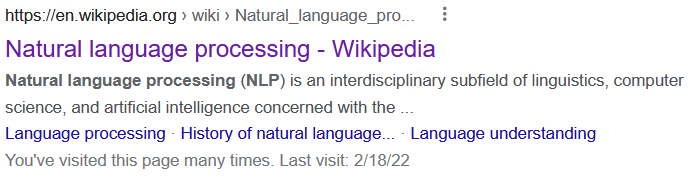 https://en.wikipedia.org › wiki › Natural_language_pro...
Natural language processing - Wikipedia
Natural language processing (NLP) is an interdisciplinary subfield of linguistics, computer
science, and artificial intelligence concerned with the ...
Language processing · History of natural language... · Language understanding
You've visited this page many times. Last visit: 2/18/22